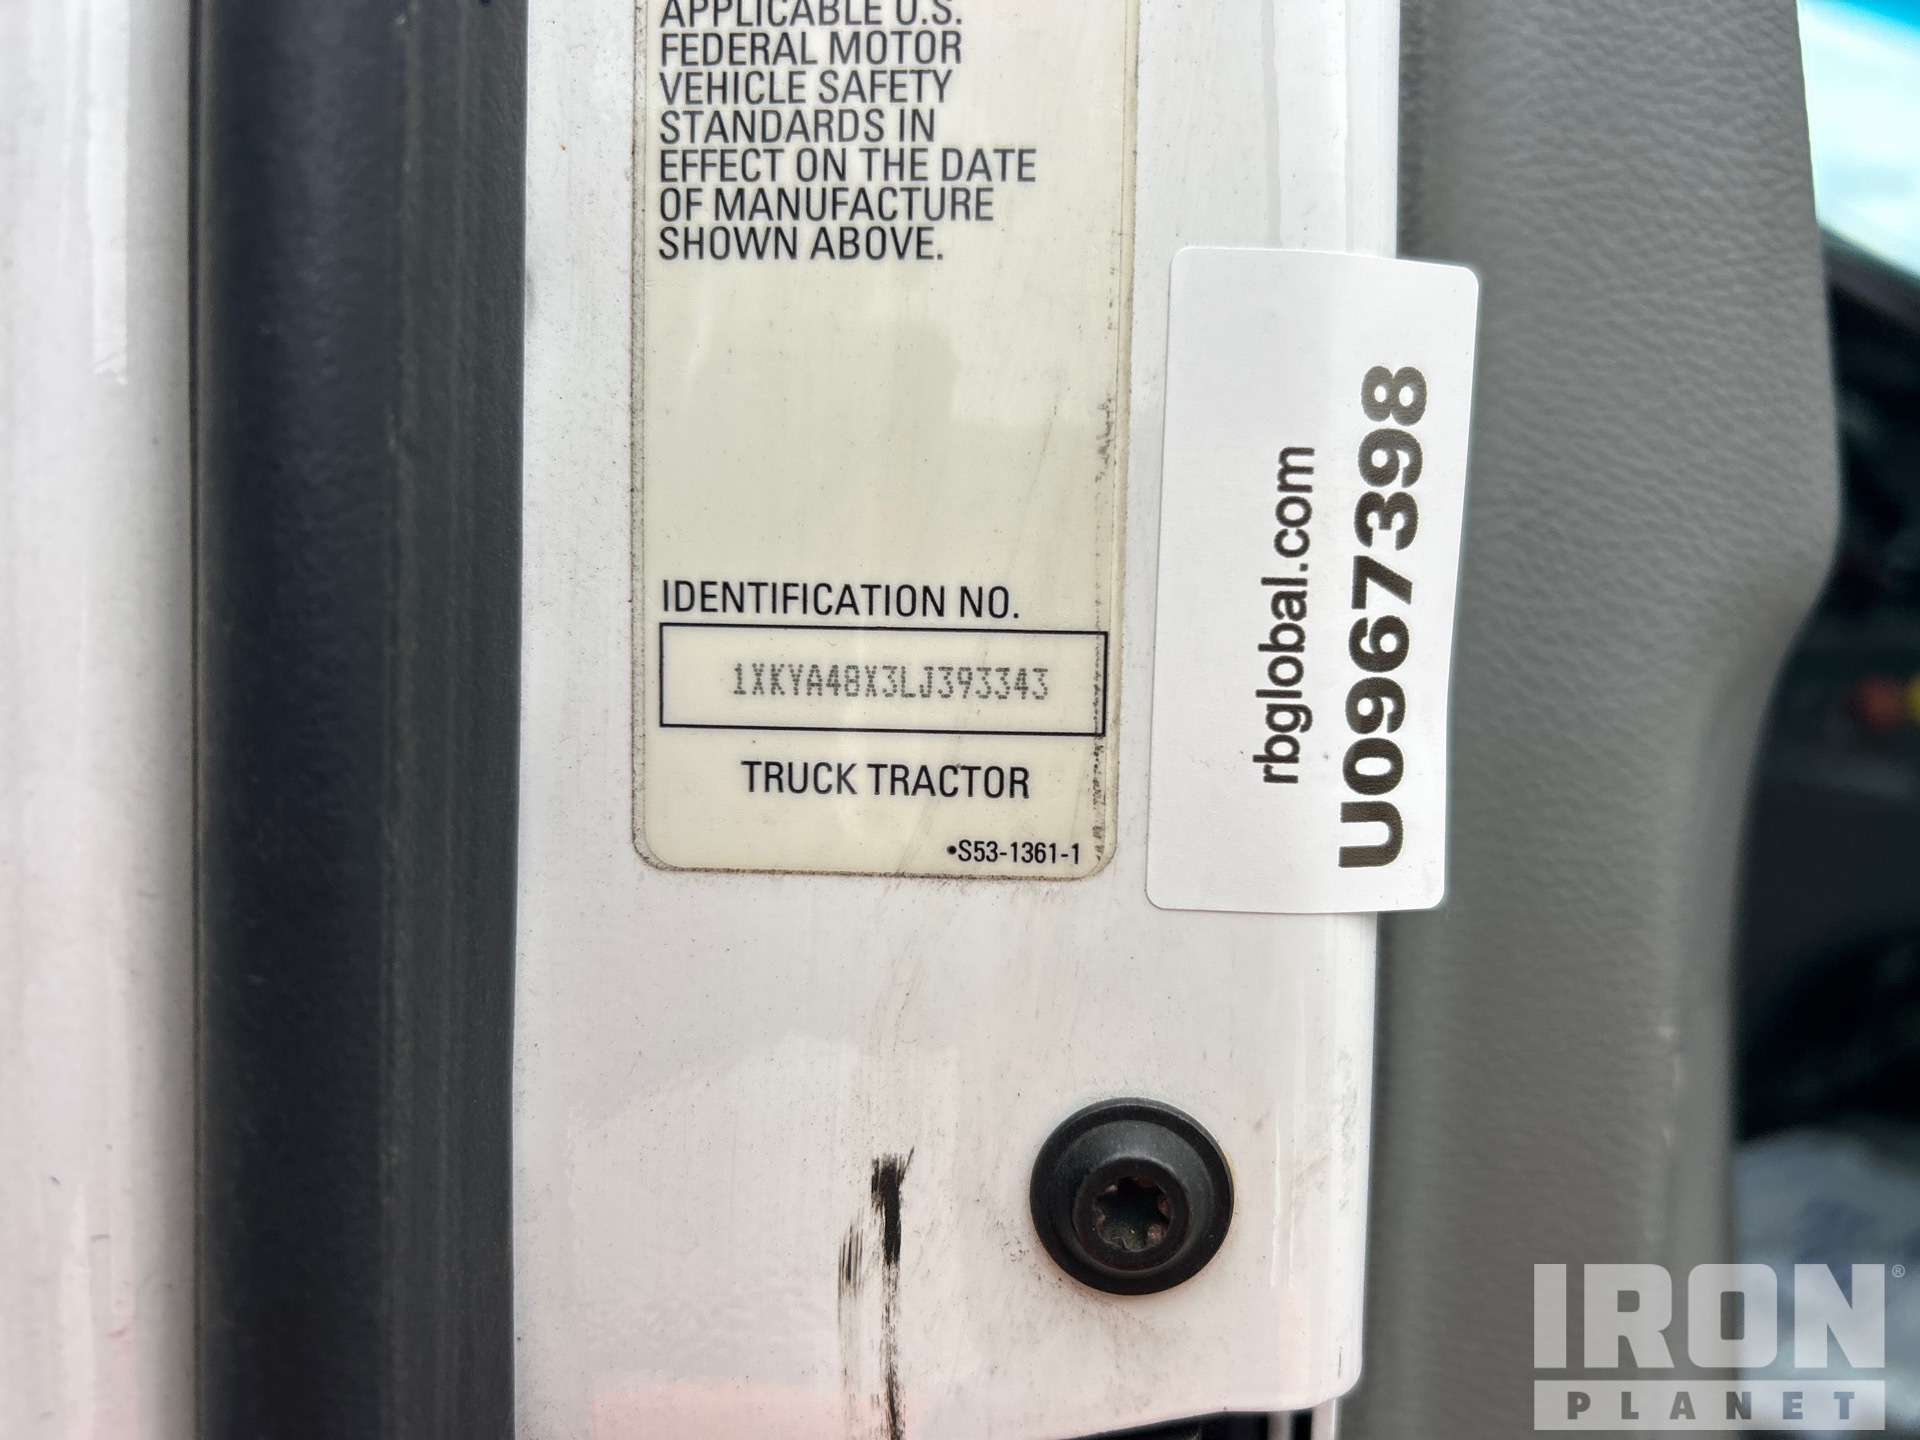 APPLICABLE U.S.
FEDERAL MOTOR
VEHICLE SAFETY
STANDARDS IN
EFFECT ON THE DATE
OF MANUFACTURE
SHOWN ABOVE.
IDENTIFICATION NO.
1XKYA48X3LJ393343
TRUCK TRACTOR
•S53-1361-1
rbglobal.com
U0967398
IRON®
PLANET